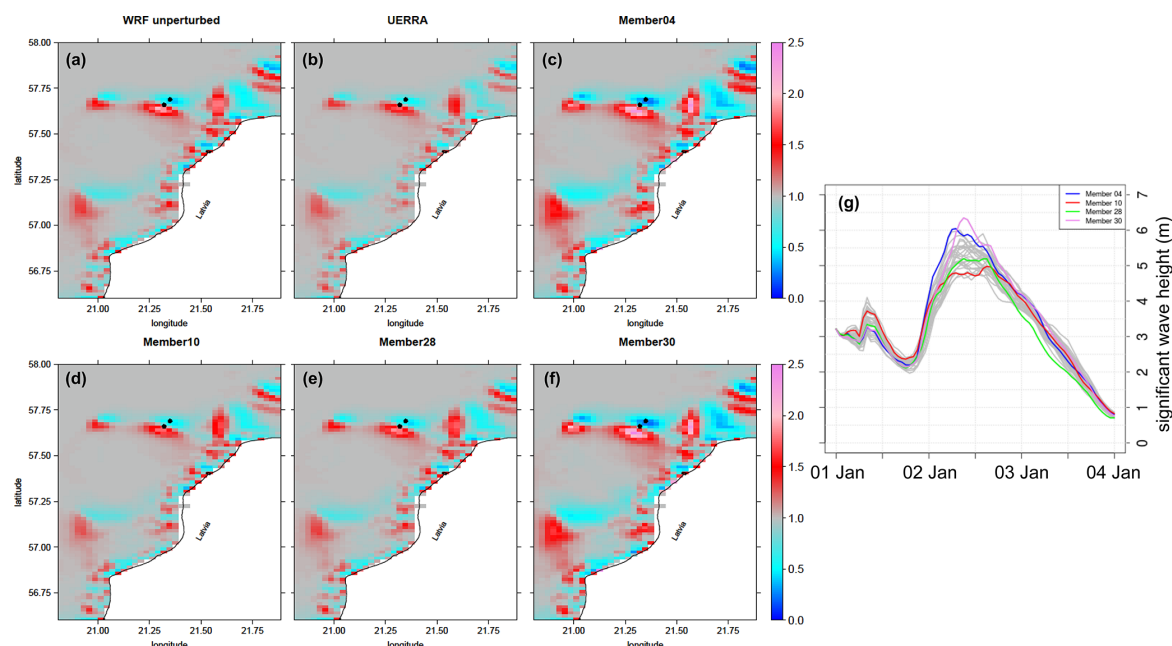 WRF unperturbed
UERRA
Member04
(a)
(b)
(c)
58.00
57.75
57.50
57.25
57.00
56.75
latitude
21.00 21.25 21.50 21.75
longitude
Latvia
21.00 21.25 21.50 21.75
longitude
Latvia
21.00 21.25 21.50 21.75
longitude
Latvia
2.5
2.0
1.5
1.0
0.5
0.0
Member10
Member28
Member30
(d)
(e)
(f)
58.00
57.75
57.50
57.25
57.00
56.75
latitude
21.00 21.25 21.50 21.75
longitude
Latvia
21.00 21.25 21.50 21.75
longitude
Latvia
21.00 21.25 21.50 21.75
longitude
Latvia
2.5
2.0
1.5
1.0
0.5
0.0
(g)
Member 04
Member 10
Member 28
Member 30
7
6
5
4
3
2
1
0
significant wave height (m)
01 Jan 02 Jan 03 Jan 04 Jan